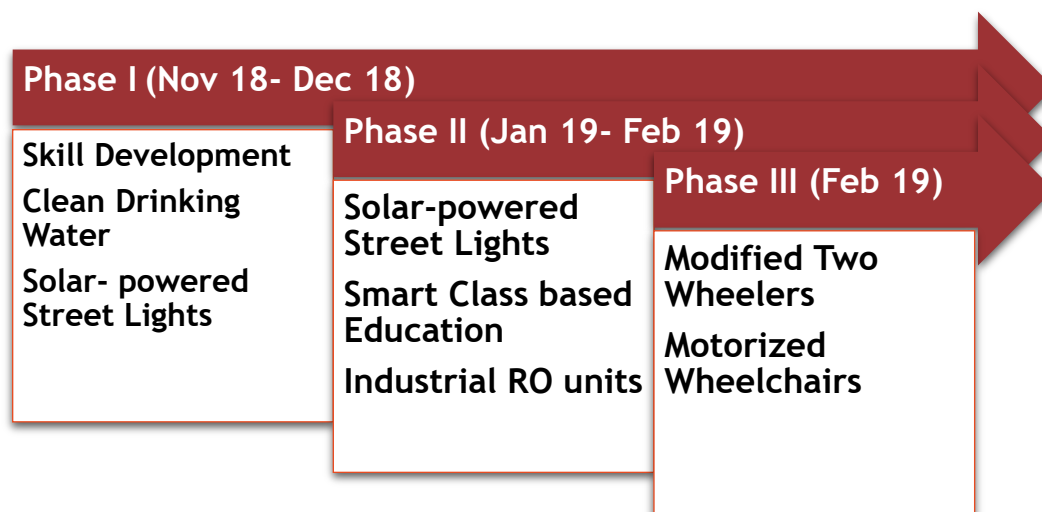 Phase I (Nov 18- Dec 18)
Skill Development
Clean Drinking
Water
Solar- powered
Street Lights
Phase II (Jan 19- Feb 19)
Solar-powered
Street Lights
Smart Class based
Education
Industrial RO units
Phase III (Feb 19)
Modified Two
Wheelers
Motorized
Wheelchairs